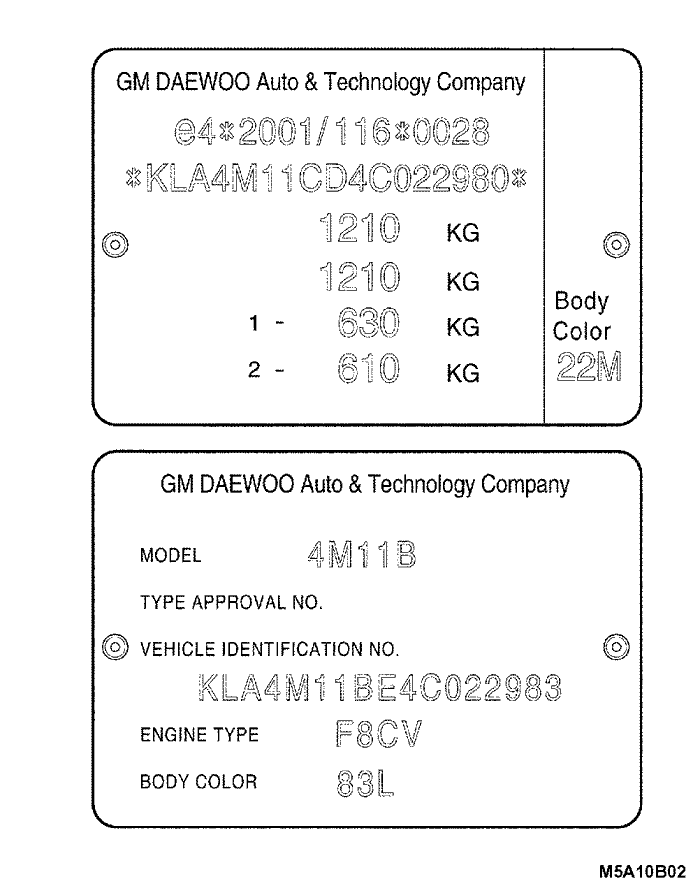 GM DAEWOO Auto & Technology Company
e4*2001/116*0028
*KLA4M11CD4C022980*
1210 KG
1210 KG
1 - 630 KG
2 - 610 KG
Body
Color
22M
GM DAEWOO Auto & Technology Company
MODEL 4M11B
TYPE APPROVAL NO.
VEHICLE IDENTIFICATION NO.
KLA4M11BE4C022983
ENGINE TYPE F8CV
BODY COLOR 83L
M5A10B02